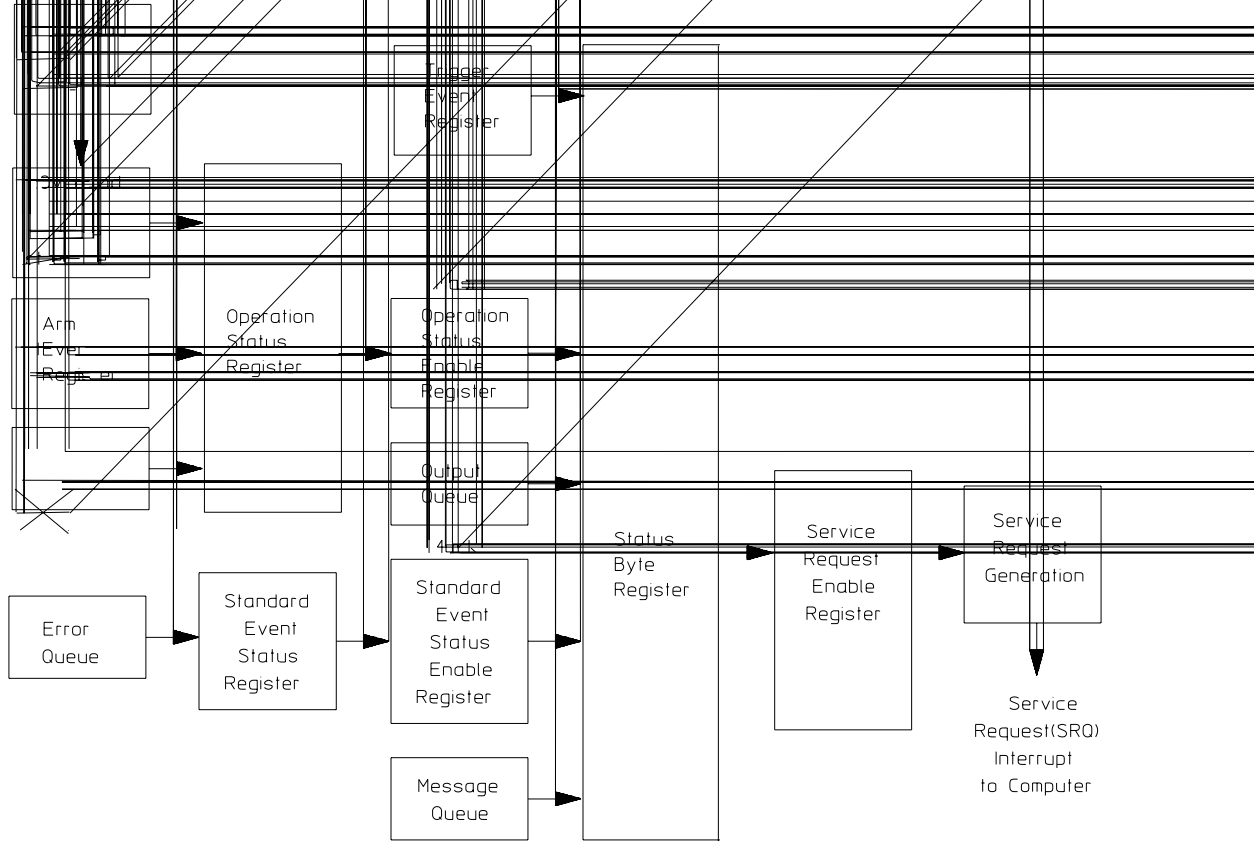 Trigger
Event
Register
Arm
Event
Register
Operation
Status
Register
Operation
Status
Enable
Register
Output
Queue
Status
Byte
Register
Service
Request
Enable
Register
Service
Request
Generation
Error
Queue
Standard
Event
Status
Register
Standard
Event
Status
Enable
Register
Message
Queue
Service
Request(SRQ)
Interrupt
to Computer